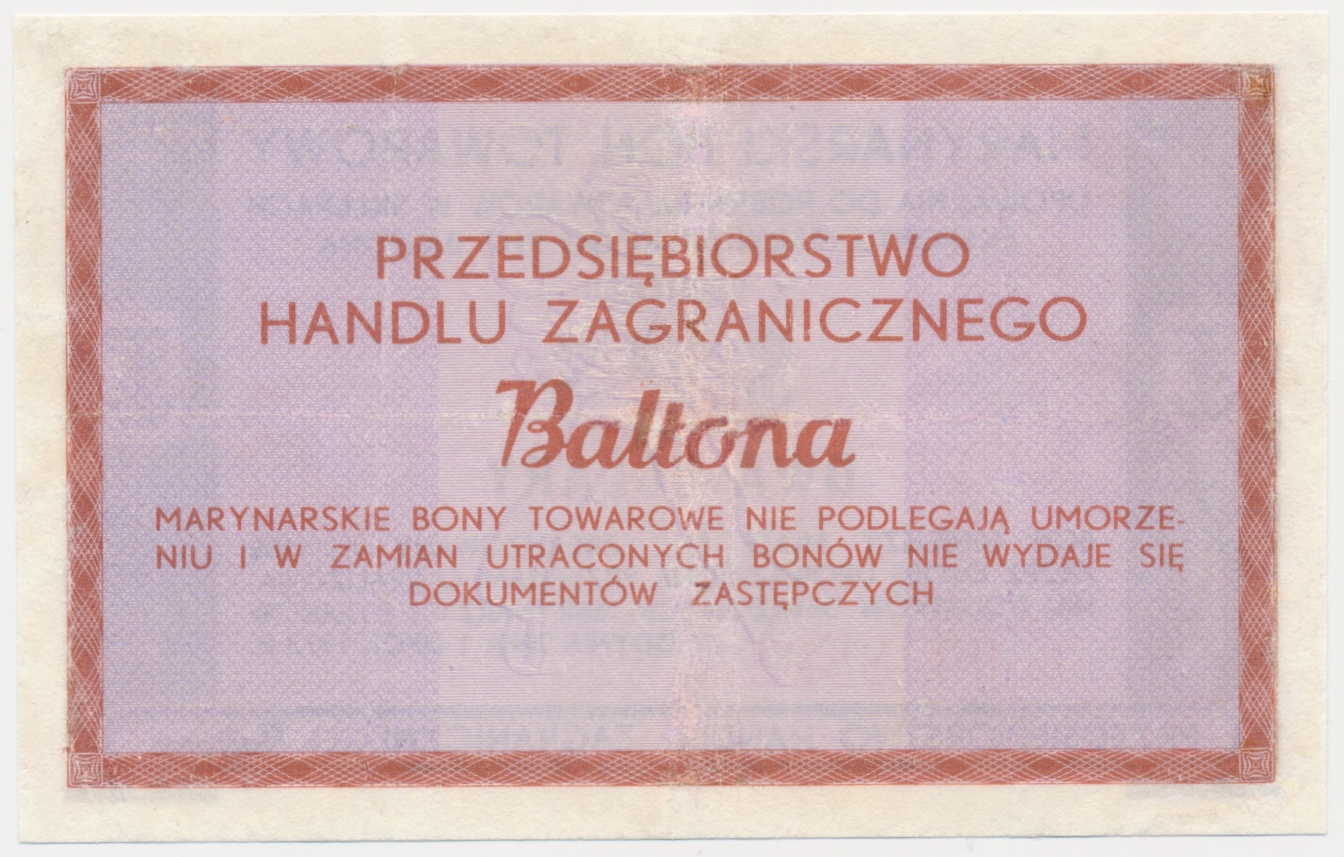 PRZEDSIĘBIORSTWO
HANDLU ZAGRANICZNEGO
Baltona
MARYNARSKIE BONY TOWAROWE NIE PODLEGAJĄ UMORZE-
NIU I W ZAMIAN UTRACONYCH BONÓW NIE WYDAJE SIĘ
DOKUMENTÓW ZASTĘPCZYCH